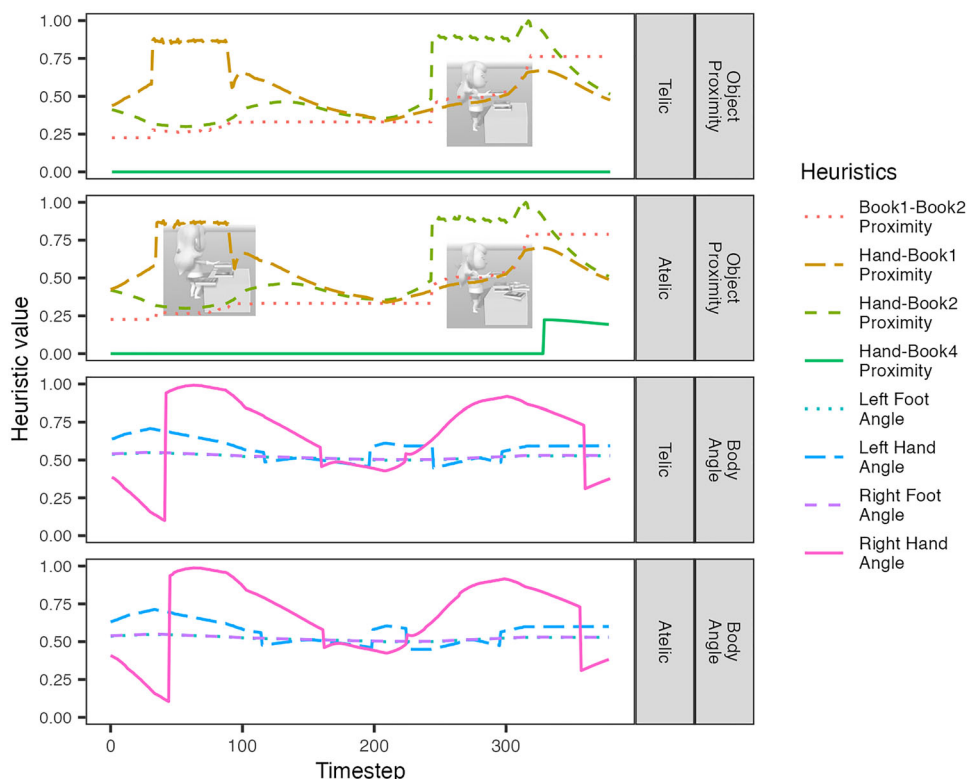 1.00
0.75
0.50
0.25
0.00
Telic
Object
Proximity
1.00
0.75
0.50
0.25
0.00
Atelic
Object
Proximity
1.00
0.75
0.50
0.25
0.00
Telic
Body
Angle
1.00
0.75
0.50
0.25
0.00
Atelic
Body
Angle
Heuristic value
0
100
200
300
Timestep
Heuristics
Book1-Book2
Proximity
Hand-Book1
Proximity
Hand-Book2
Proximity
Hand-Book4
Proximity
Left Foot
Angle
Left Hand
Angle
Right Foot
Angle
Right Hand
Angle